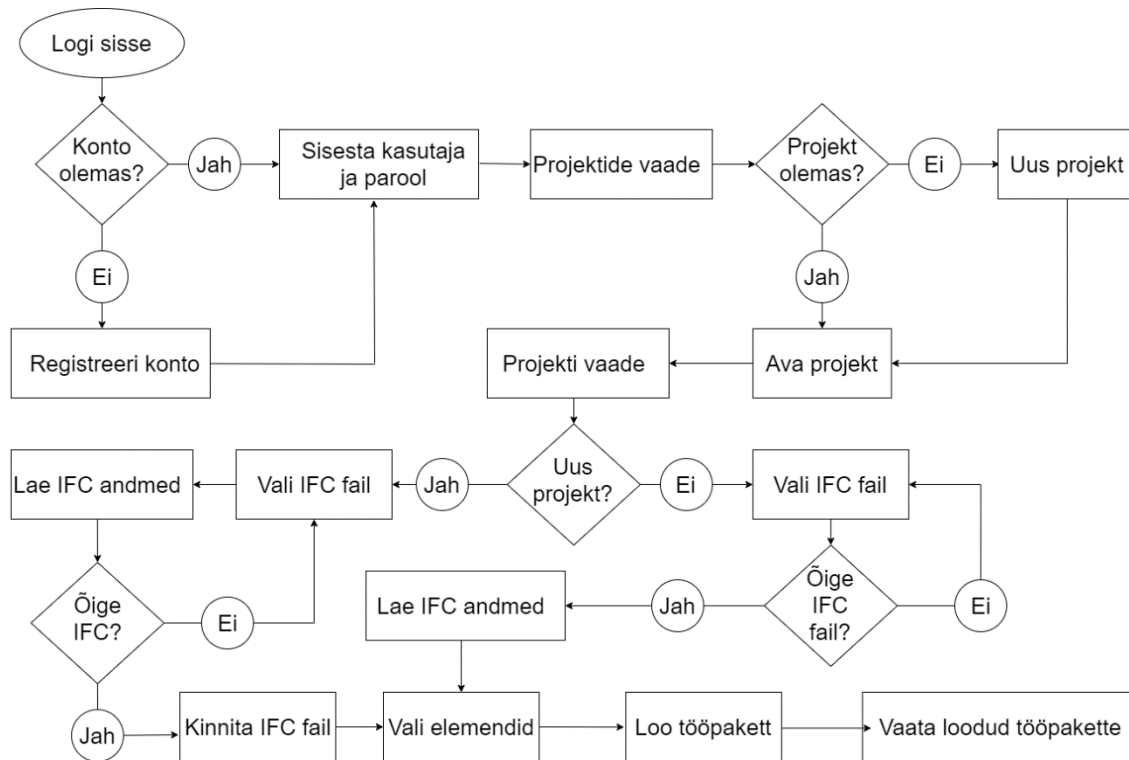 Logi sisse
Konto
olemas?
Jah
Sisesta kasutaja
ja parool
Projektide vaade
Projekt
olemas?
Ei
Uus projekt
Ei
Jah
Registreeri konto
Projekti vaade
Ava projekt
Lae IFC andmed
Vali IFC fail
Jah
Uus
projekt?
Ei
Vali IFC fail
Õige
IFC?
Ei
Lae IFC andmed
Jah
Õige
IFC
fail?
Ei
Jah
Kinnita IFC fail
Vali elemendid
Loo tööpakett
Vaata loodud tööpakette